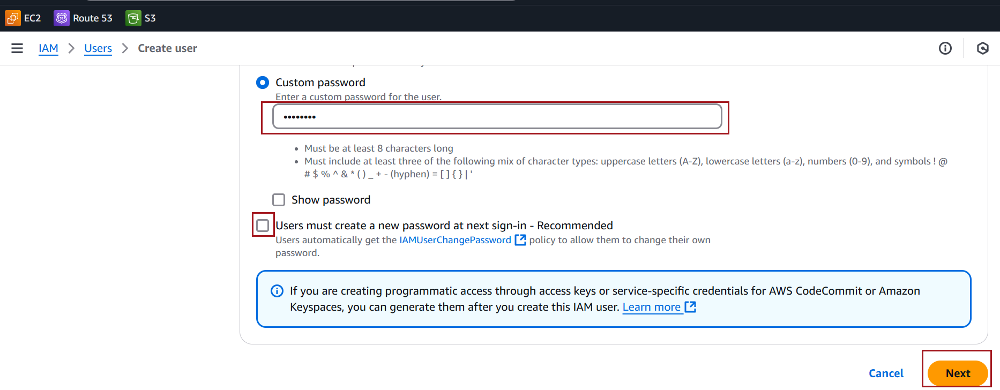 EC2 Route 53 S3
IAM Users Create user
Custom password
Enter a custom password for the user.
••••••••
• Must be at least 8 characters long
• Must include at least three of the following mix of character types: uppercase letters (A-Z), lowercase letters (a-z), numbers (0-9), and symbols ! @
# $ % ^ & * ( ) _ + - (hyphen) = [ ] { } | '
Show password
Users must create a new password at next sign-in - Recommended
Users automatically get the IAMUserChangePassword policy to allow them to change their own
password.
If you are creating programmatic access through access keys or service-specific credentials for AWS CodeCommit or Amazon
Keyspaces, you can generate them after you create this IAM user. Learn more
Cancel Next